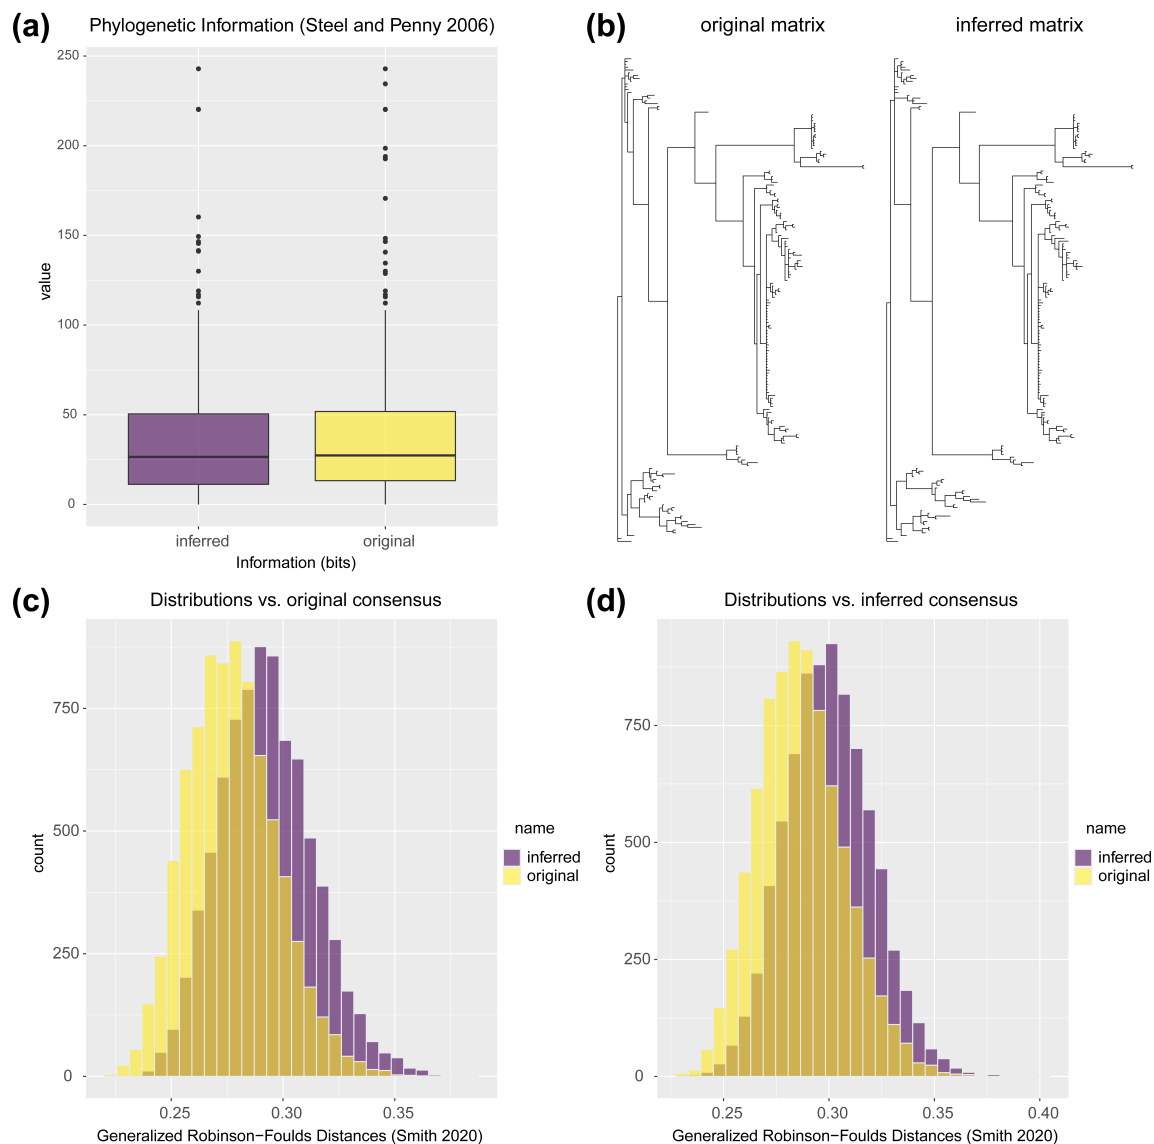 (a)
Phylogenetic Information (Steel and Penny 2006)
250
200
150
100
50
0
value
inferred
original
Information (bits)
(b)
original matrix
inferred matrix
(c)
Distributions vs. original consensus
750
500
250
0
count
0.25
0.30
0.35
Generalized Robinson−Foulds Distances (Smith 2020)
name
inferred
original
(d)
Distributions vs. inferred consensus
750
500
250
0
count
0.25
0.30
0.35
0.40
Generalized Robinson−Foulds Distances (Smith 2020)
name
inferred
original